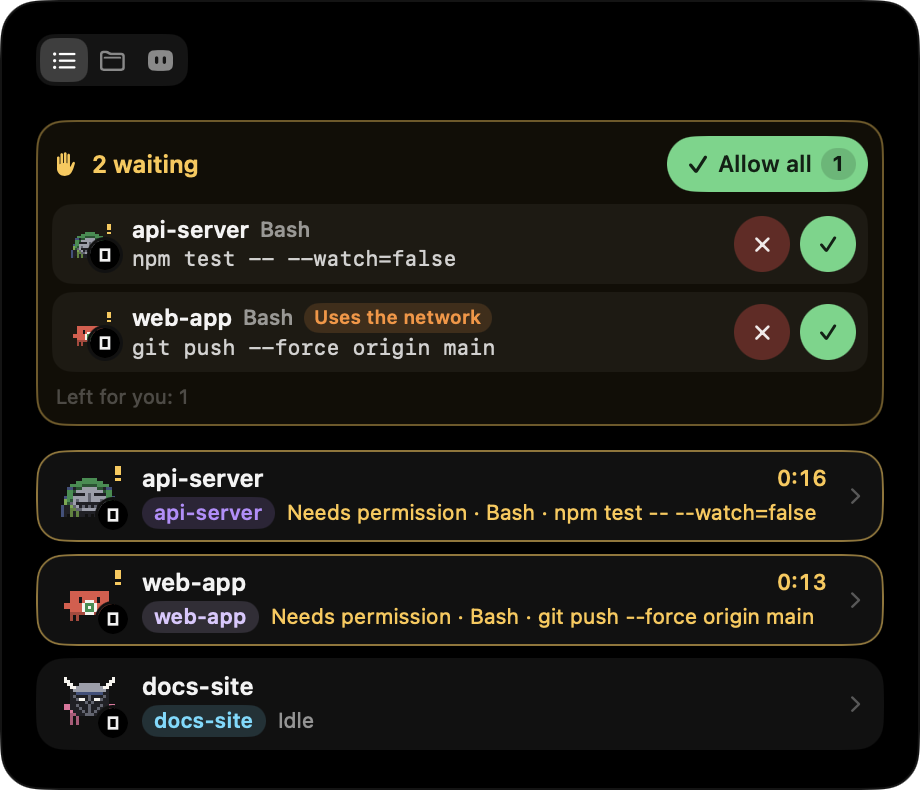 2 waiting
✓ Allow all 1
api-server Bash
npm test -- --watch=false
web-app Bash Uses the network
git push --force origin main
Left for you: 1
api-server 0:16
api-server Needs permission · Bash · npm test -- --watch=false
web-app 0:13
web-app Needs permission · Bash · git push --force origin main
docs-site
docs-site Idle